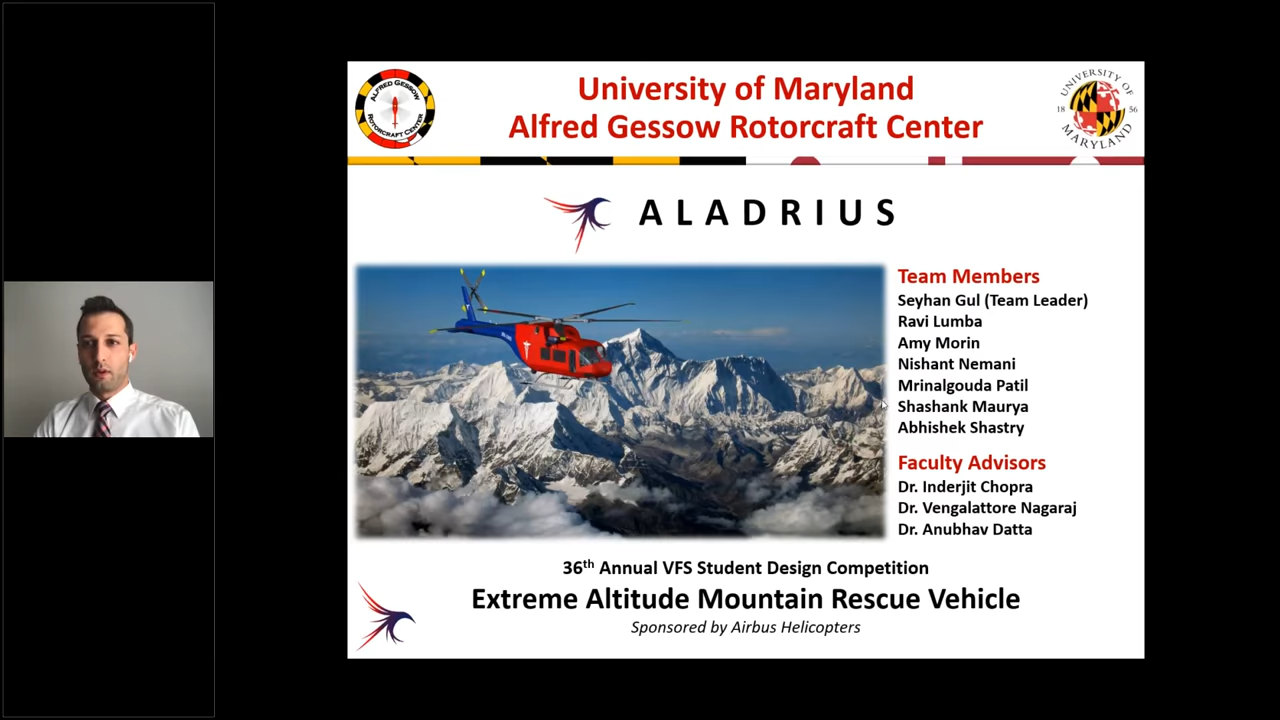 University of Maryland
Alfred Gessow Rotorcraft Center
ALFRED GESSOW
ROTORCRAFT CENTER
UNIVERSITY OF
18 56
MARYLAND
ALADRIUS
Team Members
Seyhan Gul (Team Leader)
Ravi Lumba
Amy Morin
Nishant Nemani
Mrinalgouda Patil
Shashank Maurya
Abhishek Shastry
Faculty Advisors
Dr. Inderjit Chopra
Dr. Vengalattore Nagaraj
Dr. Anubhav Datta
36th Annual VFS Student Design Competition
Extreme Altitude Mountain Rescue Vehicle
Sponsored by Airbus Helicopters